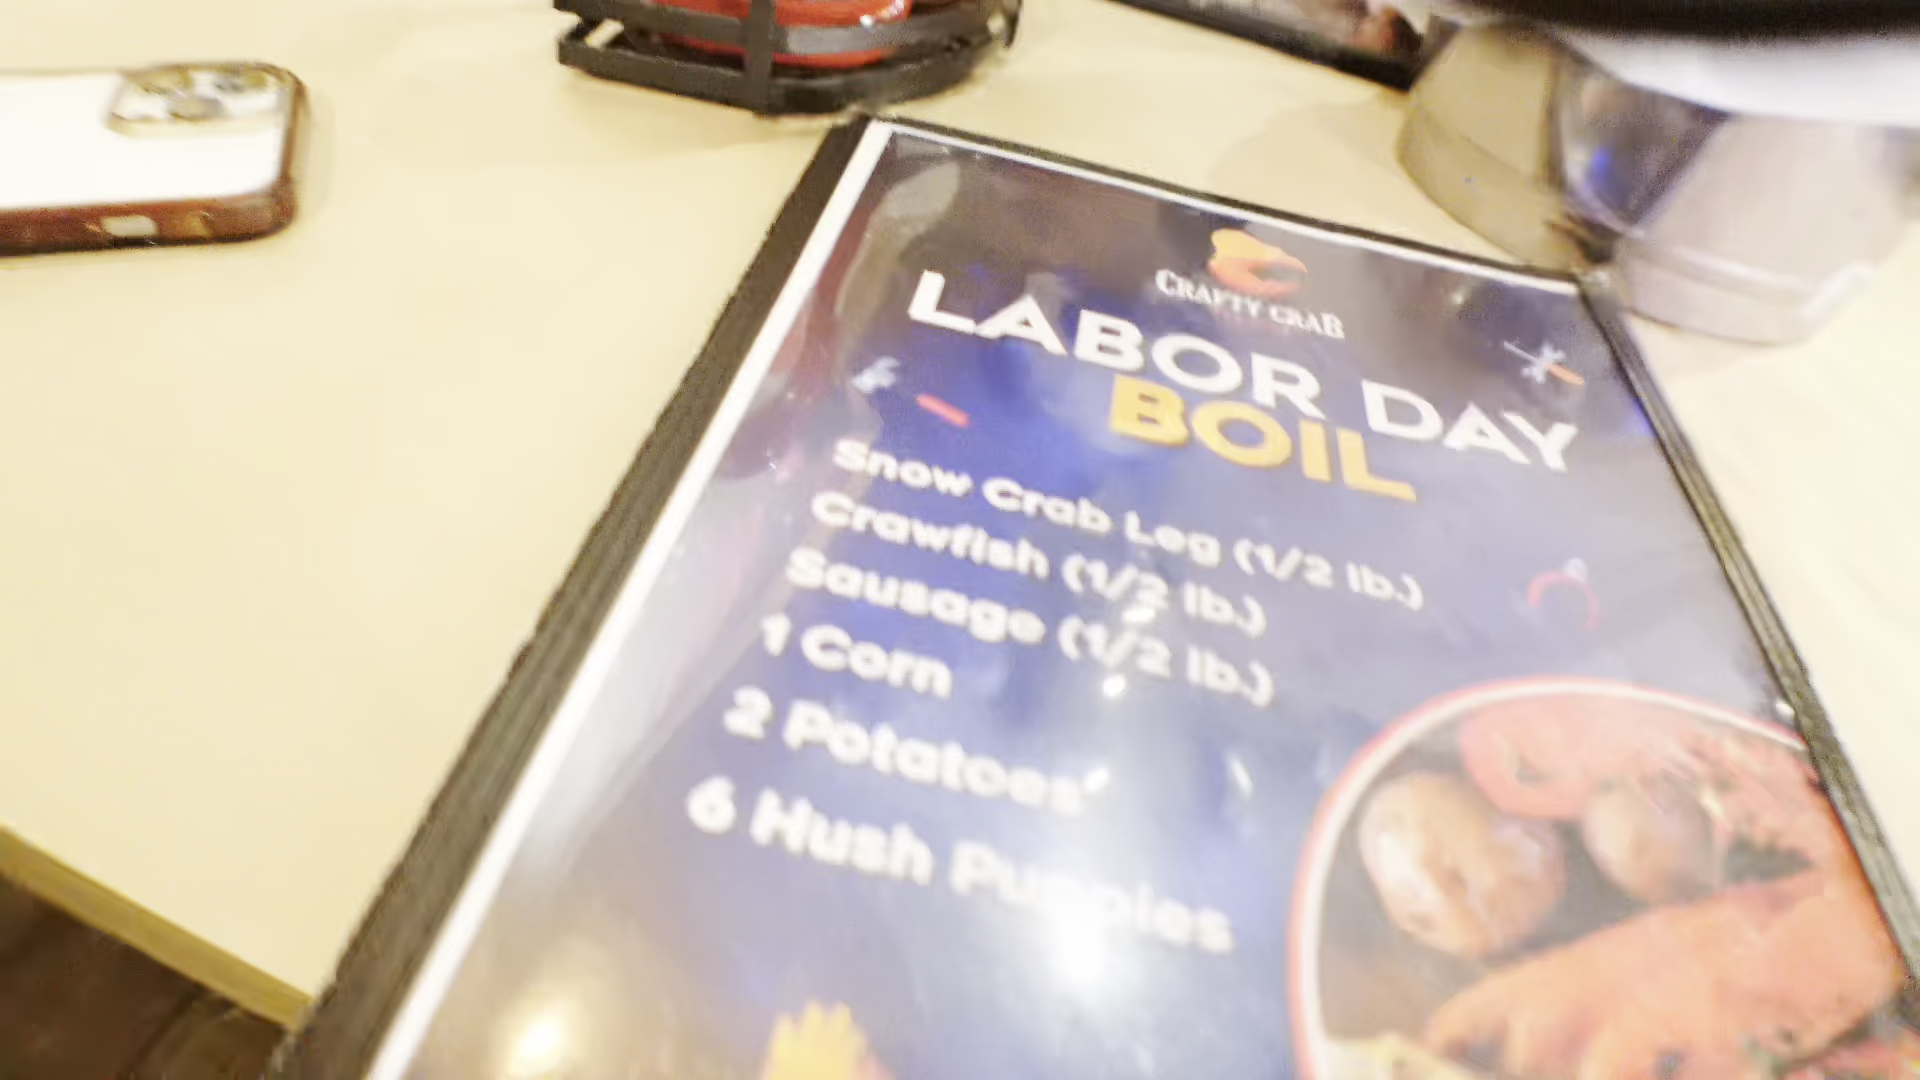 CRAFTY CRAB
LABOR DAY
BOIL
Snow Crab Leg (1/2 lb.)
Crawfish (1/2 lb.)
Sausage (1/2 lb.)
1 Corn
2 Potatoes
6 Hush Puppies